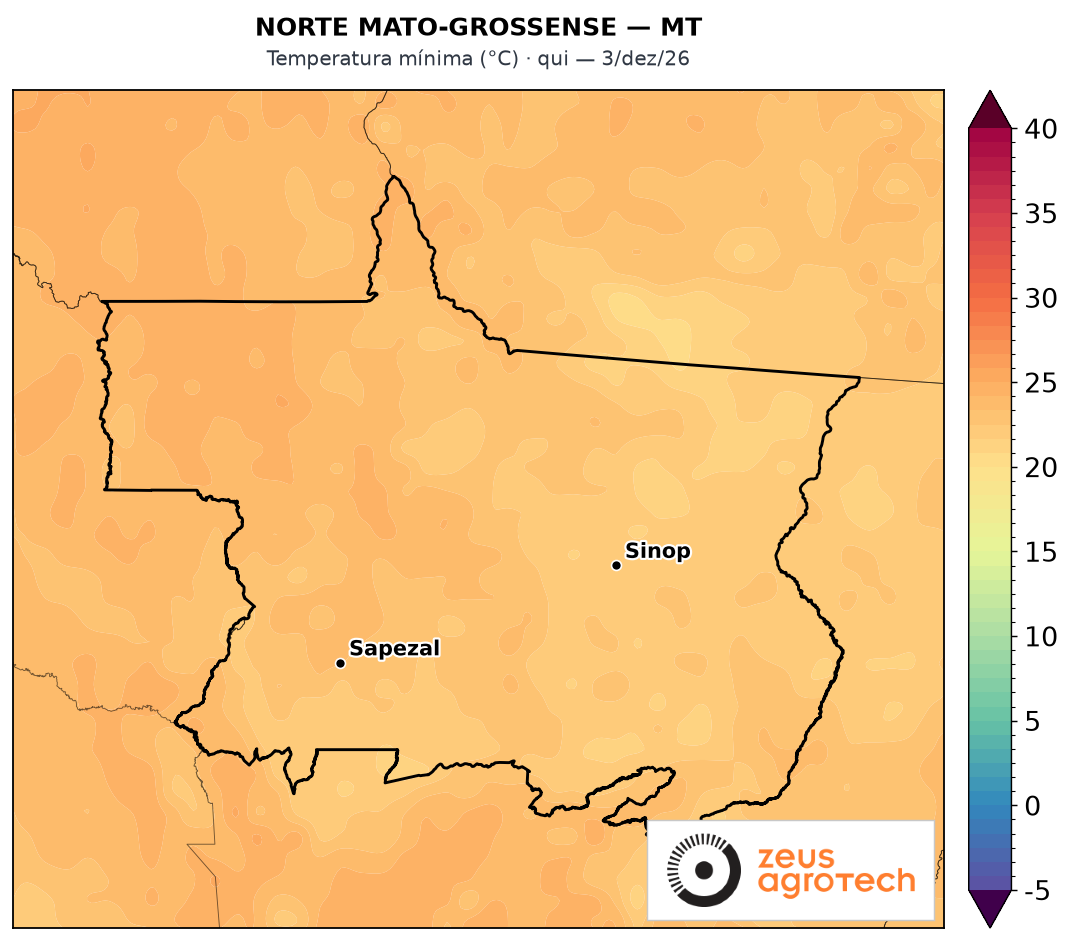 NORTE MATO-GROSSENSE — MT
Temperatura mínima (°C) · qui — 3/dez/26
40
35
30
25
20
15
10
5
0
-5
Sinop
Sapezal
zeus
agrotech